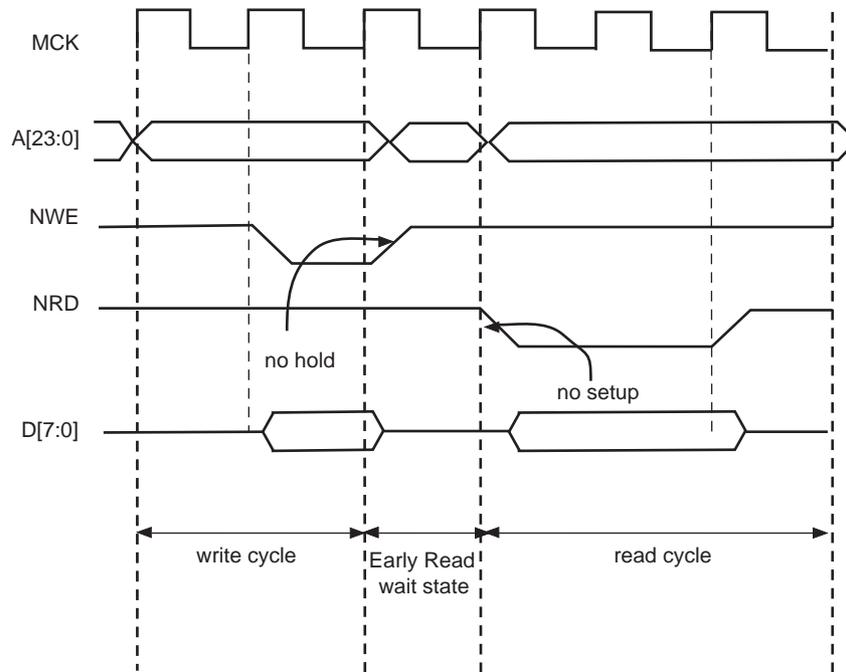 MCK
A[23:0]
NWE
NRD
no hold
no setup
D[7:0]
write cycle
Early Read
wait state
read cycle